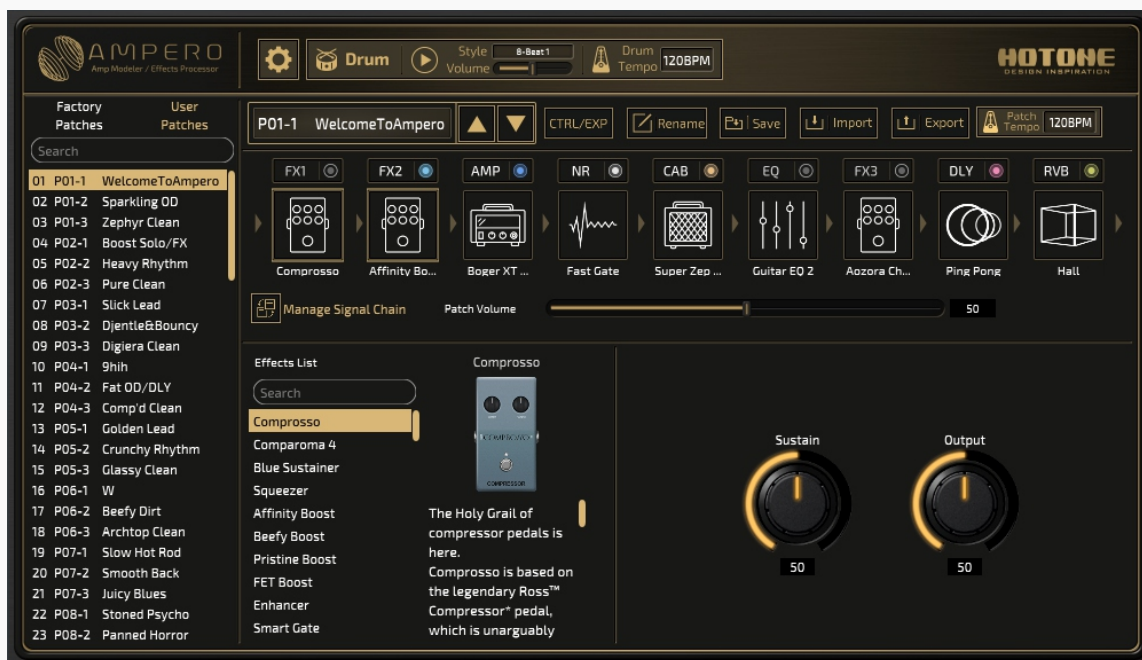 AMPERO
Amp Modeler / Effects Processor
Drum
Style
8-Beat 1
Volume
Drum
Tempo
120BPM
HOTONE
DESIGN INSPIRATION
Factory
Patches
User
Patches
Search
01 P01-1 WelcomeToAmpero
02 P01-2 Sparkling OD
03 P01-3 Zephyr Clean
04 P02-1 Boost Solo/FX
05 P02-2 Heavy Rhythm
06 P02-3 Pure Clean
07 P03-1 Slick Lead
08 P03-2 Djentle&Bouncy
09 P03-3 Digiera Clean
10 P04-1 9hih
11 P04-2 Fat OD/DLY
12 P04-3 Comp'd Clean
13 P05-1 Golden Lead
14 P05-2 Crunchy Rhythm
15 P05-3 Glassy Clean
16 P06-1 W
17 P06-2 Beefy Dirt
18 P06-3 Archtop Clean
19 P07-1 Slow Hot Rod
20 P07-2 Smooth Back
21 P07-3 Juicy Blues
22 P08-1 Stoned Psycho
23 P08-2 Panned Horror
P01-1 WelcomeToAmpero
CTRL/EXP
Rename
Save
Import
Export
Patch
Tempo
120BPM
FX1
FX2
AMP
NR
CAB
EQ
FX3
DLY
RVB
Comprosso
Affinity Bo...
Boger XT ...
Fast Gate
Super Zep ...
Guitar EQ 2
Aozora Ch...
Ping Pong
Hall
Manage Signal Chain
Patch Volume
50
Effects List
Search
Comprosso
Comparoma 4
Blue Sustainer
Squeezer
Affinity Boost
Beefy Boost
Pristine Boost
FET Boost
Enhancer
Smart Gate
Comprosso
COMPROSSO
COMPRESSOR
The Holy Grail of
compressor pedals is
here.
Comprosso is based on
the legendary Ross™
Compressor* pedal,
which is unarguably
Sustain
50
Output
50